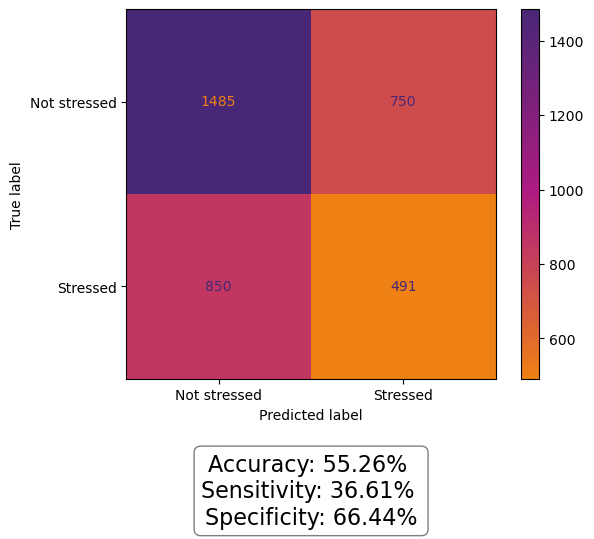 True label
Not stressed
1485
750
Stressed
850
491
Not stressed
Stressed
Predicted label
1400
1200
1000
800
600
Accuracy: 55.26%
Sensitivity: 36.61%
Specificity: 66.44%